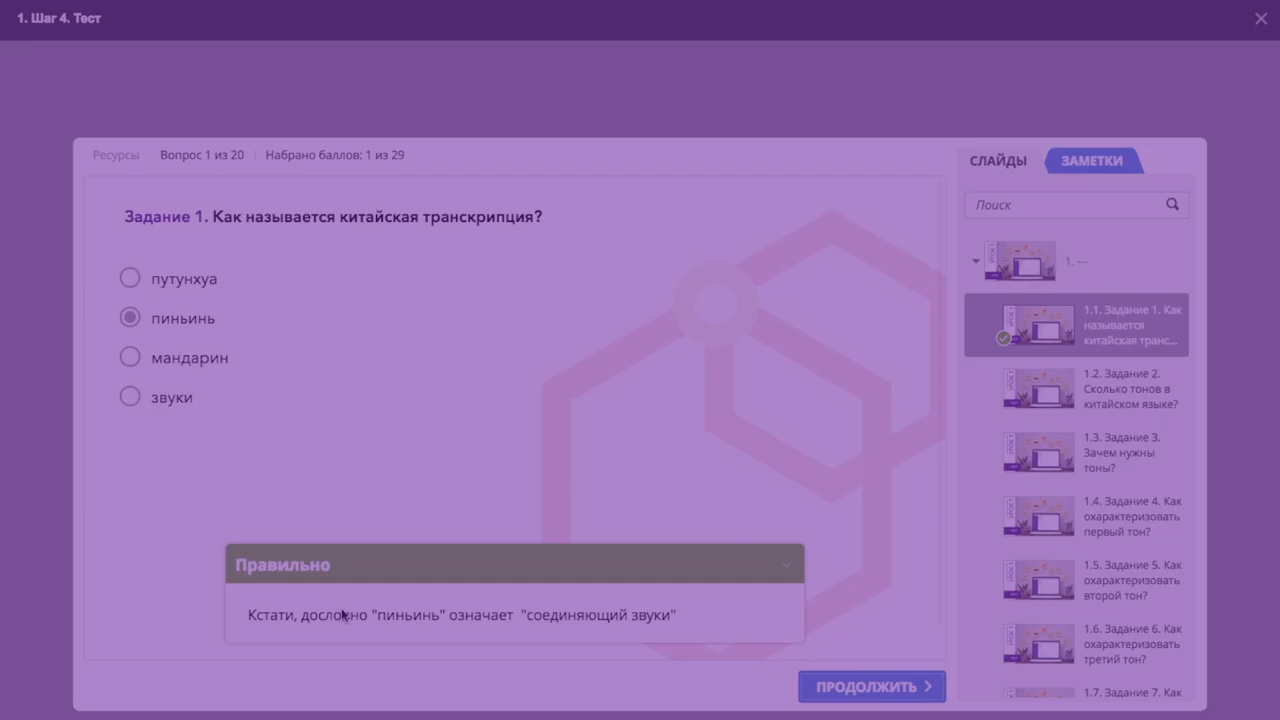 1. Шаг 4. Тест
Ресурсы Вопрос 1 из 20 Набрано баллов: 1 из 29
Задание 1. Как называется китайская транскрипция?
путунхуа
пиньинь
мандарин
звуки
Правильно
Кстати, дословно "пиньинь" означает "соединяющий звуки"
ПРОДОЛЖИТЬ
СЛАЙДЫ ЗАМЕТКИ
Поиск
1. —
1.1. Задание 1. Как
называется
китайская транс...
1.2. Задание 2.
Сколько тонов в
китайском языке?
1.3. Задание 3.
Зачем нужны
тоны?
1.4. Задание 4. Как
охарактеризовать
первый тон?
1.5. Задание 5. Как
охарактеризовать
второй тон?
1.6. Задание 6. Как
охарактеризовать
третий тон?
1.7. Задание 7. Как